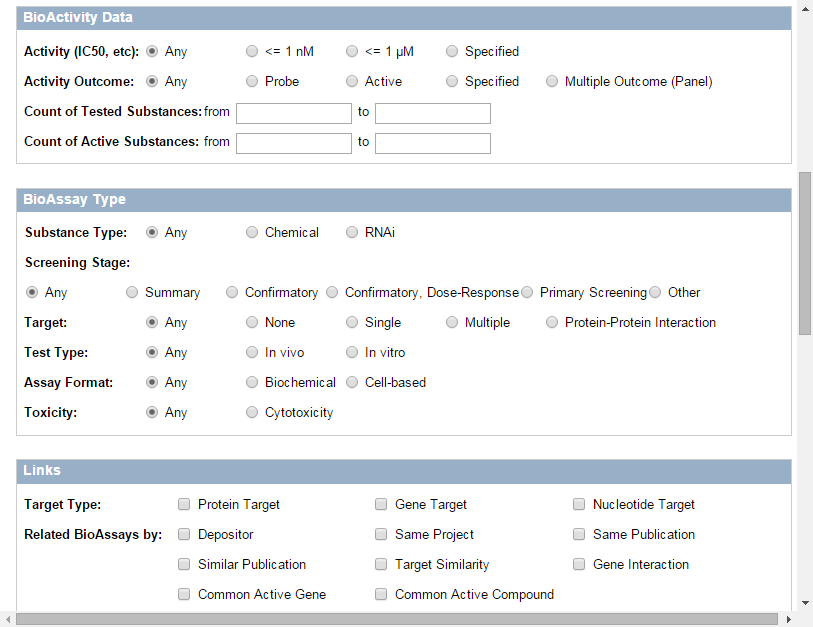 BioActivity Data
Activity (IC50, etc): Any <= 1 nM <= 1 µM Specified
Activity Outcome: Any Probe Active Specified Multiple Outcome (Panel)
Count of Tested Substances: from to
Count of Active Substances: from to
BioAssay Type
Substance Type: Any Chemical RNAi
Screening Stage:
Any Summary Confirmatory Confirmatory, Dose-Response Primary Screening Other
Target: Any None Single Multiple Protein-Protein Interaction
Test Type: Any In vivo In vitro
Assay Format: Any Biochemical Cell-based
Toxicity: Any Cytotoxicity
Links
Target Type: Protein Target Gene Target Nucleotide Target
Related BioAssays by: Depositor Same Project Same Publication
Similar Publication Target Similarity Gene Interaction
Common Active Gene Common Active Compound